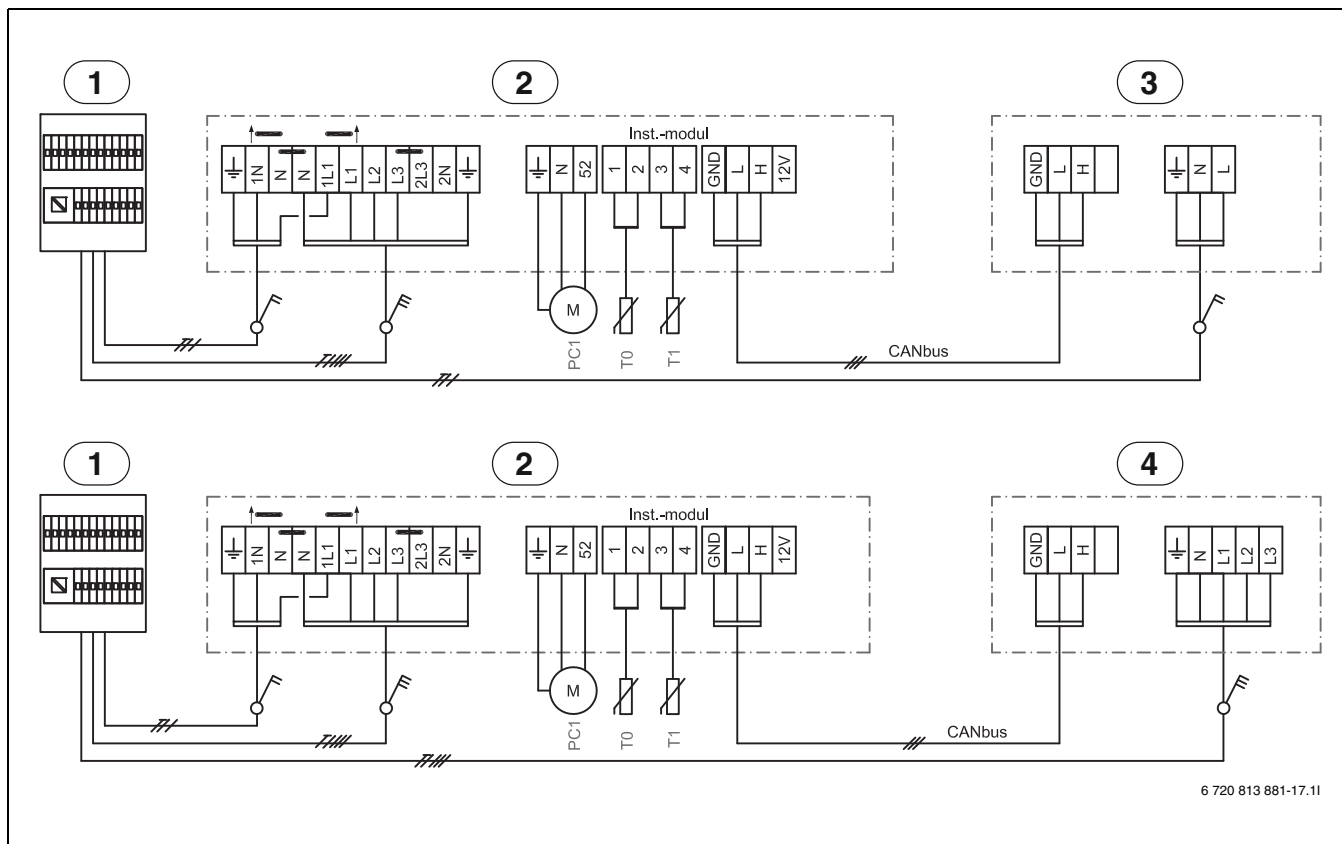 1
2
3
Inst.-modul
1N N N 1L1 L1 L2 L3 2L3 2N
N 52
1 2 3 4
GND L H 12V
GND L H
N L
M
PC1
T0
T1
CANbus
1
2
4
Inst.-modul
1N N N 1L1 L1 L2 L3 2L3 2N
N 52
1 2 3 4
GND L H 12V
GND L H
N L1 L2 L3
M
PC1
T0
T1
CANbus
6 720 813 881-17.1I